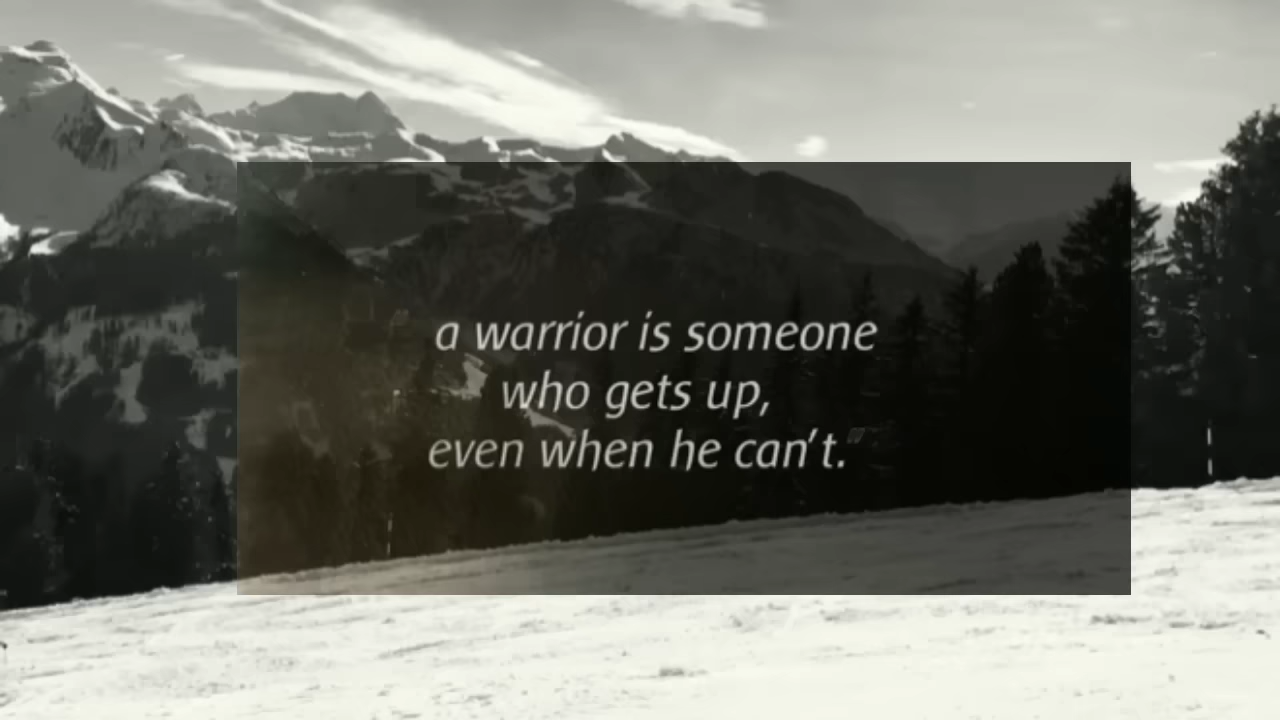 a warrior is someone
who gets up,
even when he can't.